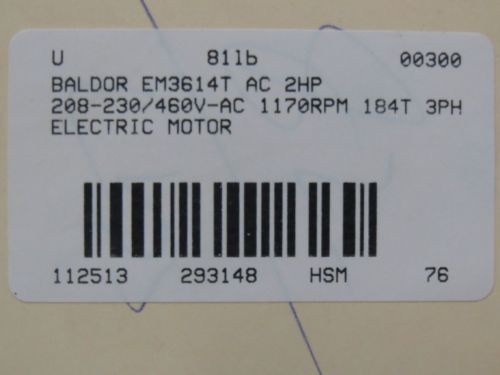 U 81lb 00300
BALDOR EM3614T AC 2HP
208-230/460V-AC 1170RPM 184T 3PH
ELECTRIC MOTOR
112513 293148 HSM 76